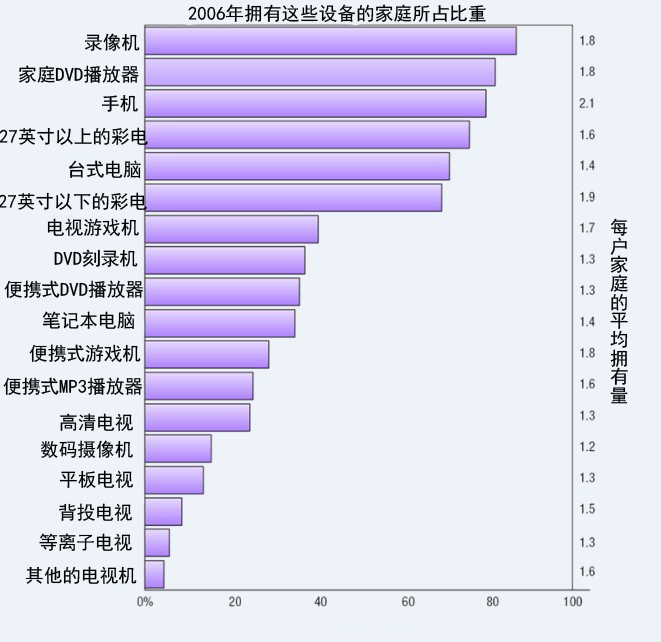 2006年拥有这些设备的家庭所占比重
录像机 1.8
家庭DVD播放器 1.8
手机 2.1
27英寸以上的彩电 1.6
台式电脑 1.4
27英寸以下的彩电 1.9
电视游戏机 1.7
DVD刻录机 1.3
便携式DVD播放器 1.3
笔记本电脑 1.4
便携式游戏机 1.8
便携式MP3播放器 1.6
高清电视 1.3
数码摄像机 1.2
平板电视 1.3
背投电视 1.5
等离子电视 1.3
其他的电视机 1.6
0% 20 40 60 80 100
每户家庭的平均拥有量